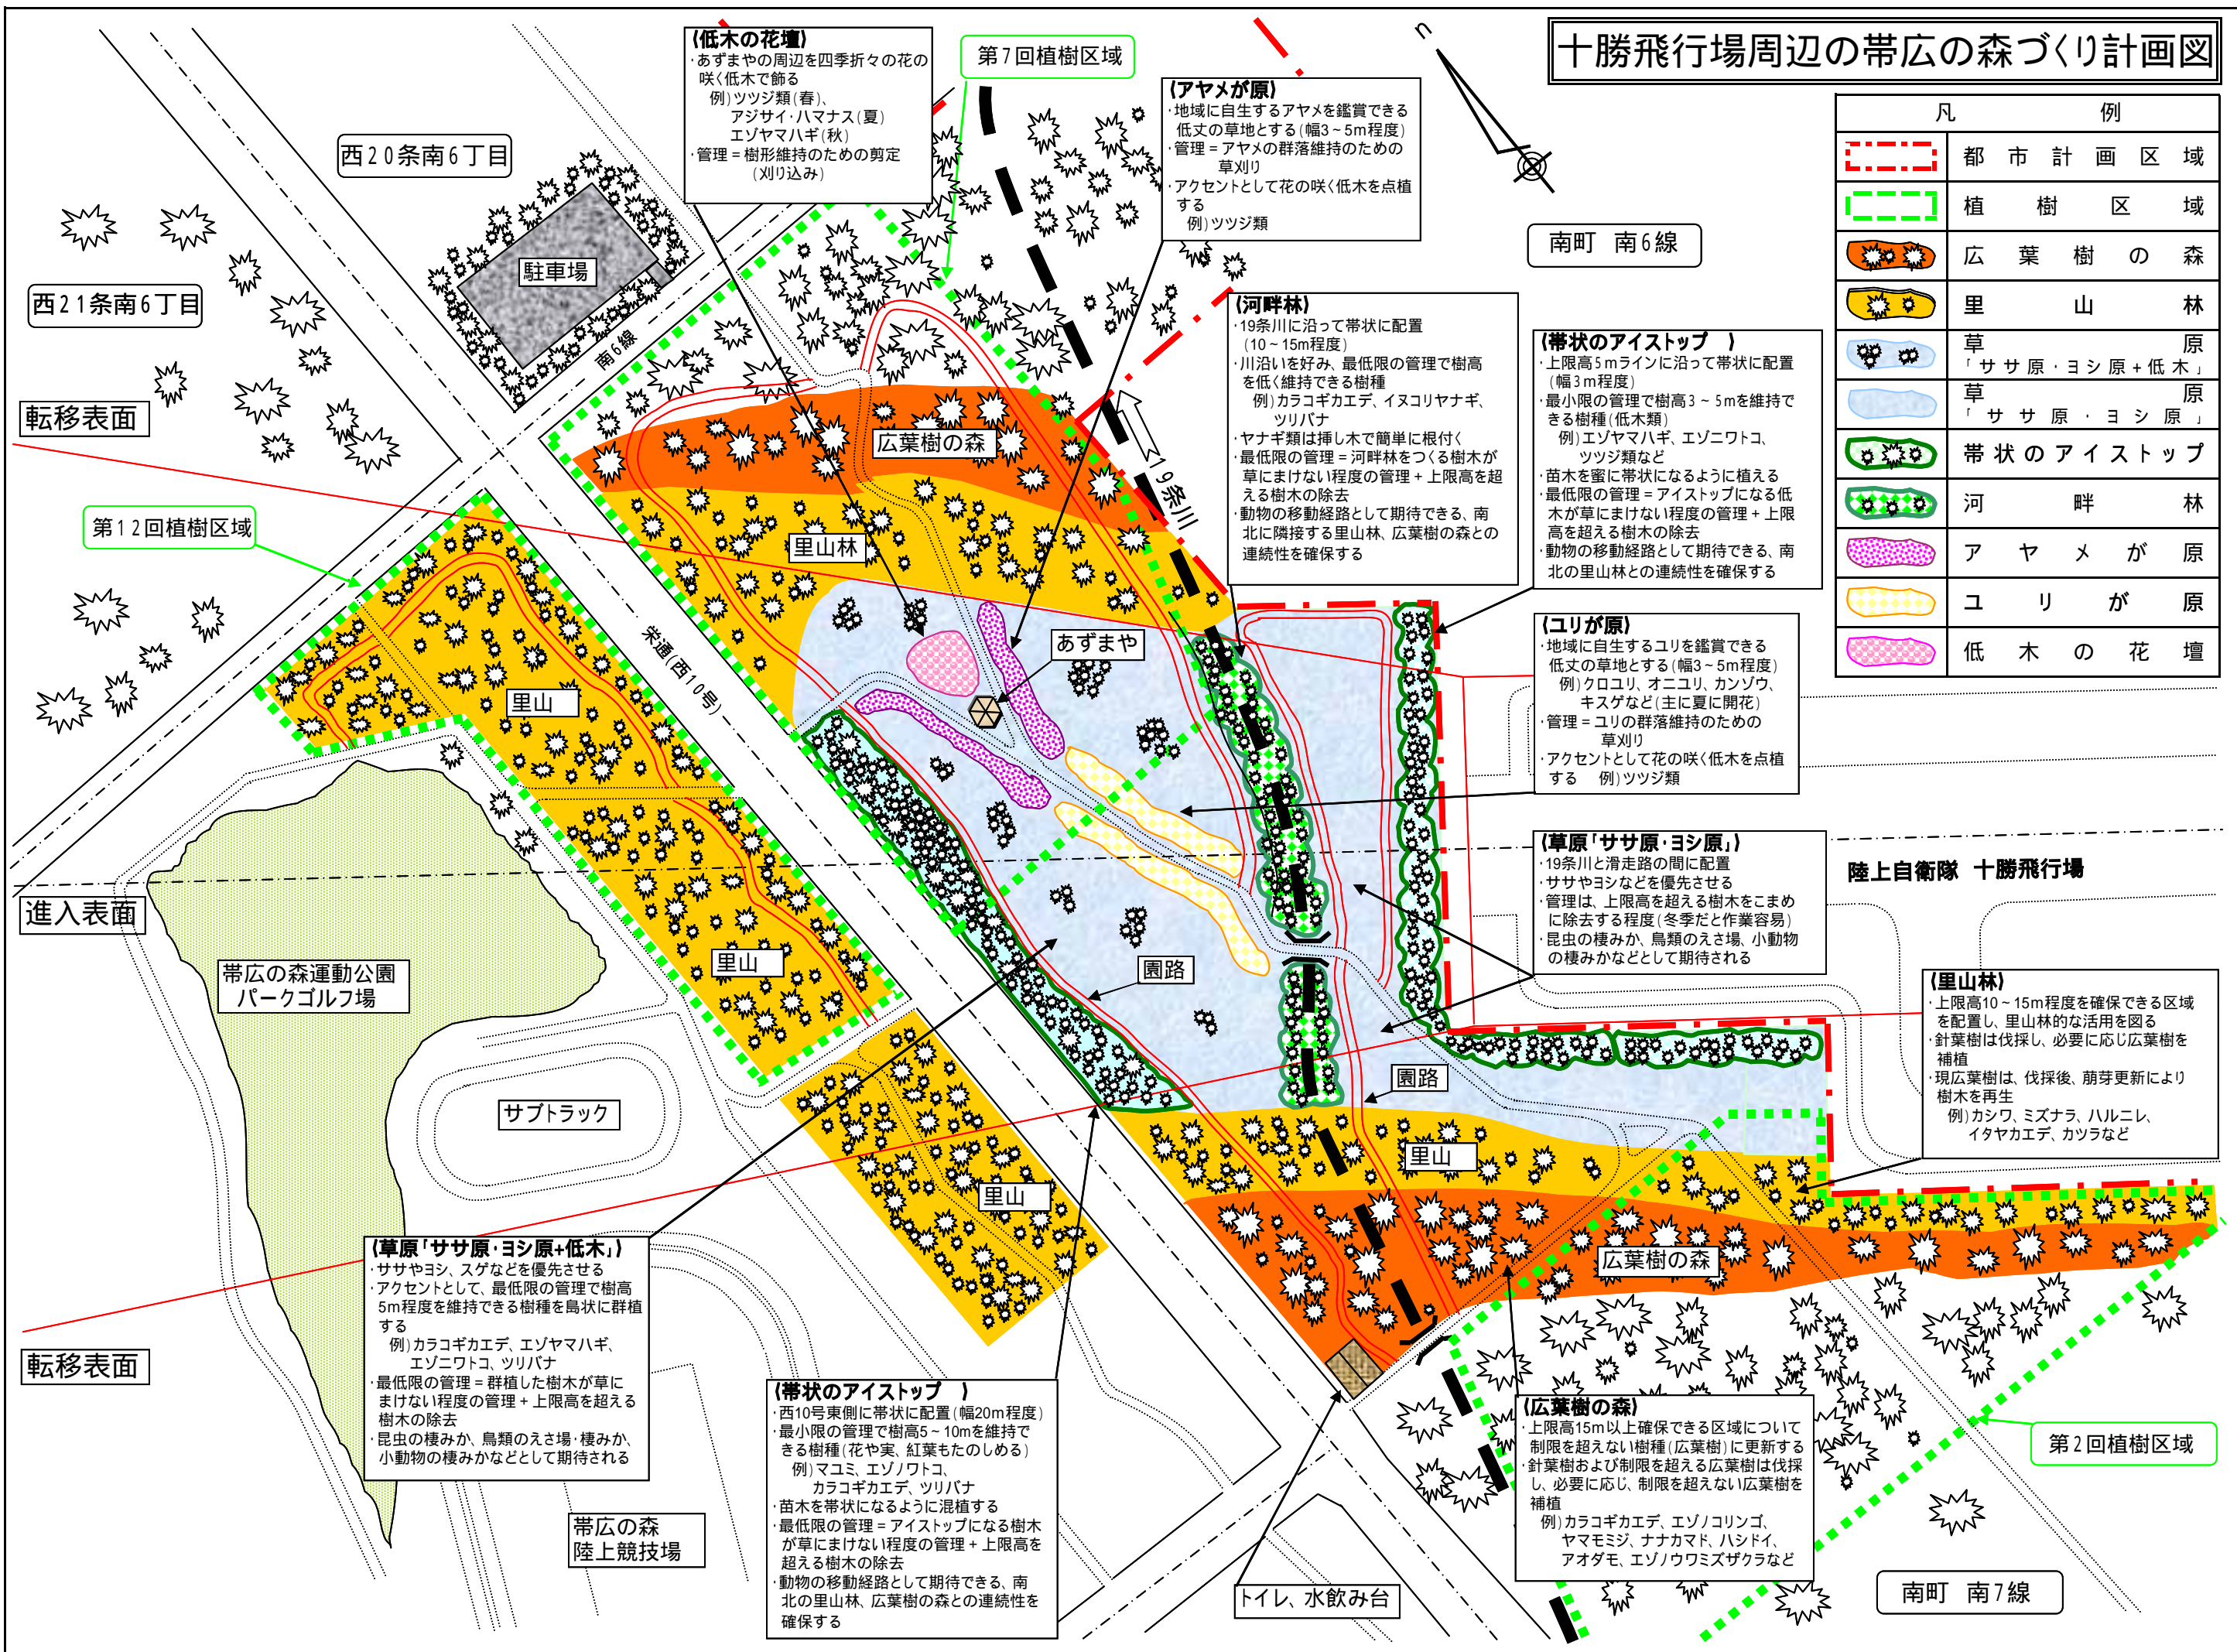 十勝飛行場周辺の帯広の森づくり計画図
凡 例
都市計画区域
植樹区域
広葉樹の森
里山林
草原
「ササ原・ヨシ原+低木」
草原
「ササ原・ヨシ原」
帯状のアイストップ
河畔林
アヤメが原
ユリが原
低木の花壇
(低木の花壇)
・あずまやの周辺を四季折々の花の
咲く低木で飾る
例)ツツジ類(春)、
アジサイ・ハマナス(夏)
エゾヤマハギ(秋)
・管理=樹形維持のための剪定
(刈り込み)
第7回植樹区域
(アヤメが原)
・地域に自生するアヤメを鑑賞できる
低丈の草地とする(幅3~5m程度)
・管理=アヤメの群落維持のための
草刈り
・アクセントとして花の咲く低木を点植
する
例)ツツジ類
n
西20条南6丁目
西21条南6丁目
駐車場
南6線
南町 南6線
転移表面
第12回植樹区域
(河畔林)
・19条川に沿って帯状に配置
(10~15m程度)
・川沿いを好み、最低限の管理で樹高
を低く維持できる樹種
例)カラコギカエデ、イヌコリヤナギ、
ツリバナ
・ヤナギ類は挿し木で簡単に根付く
・最低限の管理=河畔林をつくる樹木が
草にまけない程度の管理+上限高を超
える樹木の除去
・動物の移動経路として期待できる、南
北に隣接する里山林、広葉樹の森との
連続性を確保する
(帯状のアイストップ )
・上限高5mラインに沿って帯状に配置
(幅3m程度)
・最小限の管理で樹高3~5mを維持で
きる樹種(低木類)
例)エゾヤマハギ、エゾニワトコ、
ツツジ類など
・苗木を蜜に帯状になるように植える
・最低限の管理=アイストップになる低
木が草にまけない程度の管理+上限
高を超える樹木の除去
・動物の移動経路として期待できる、南
北の里山林との連続性を確保する
広葉樹の森
里山林
19条川
あずまや
栄通(西10号)
里山
里山
里山
(ユリが原)
・地域に自生するユリを鑑賞できる
低丈の草地とする(幅3~5m程度)
例)クロユリ、オニユリ、カンゾウ、
キスゲなど(主に夏に開花)
・管理=ユリの群落維持のための
草刈り
・アクセントとして花の咲く低木を点植
する 例)ツツジ類
(草原「ササ原・ヨシ原」)
・19条川と滑走路の間に配置
・ササやヨシなどを優先させる
・管理は、上限高を超える樹木をこまめ
に除去する程度(冬季だと作業容易)
・昆虫の棲みか、鳥類のえさ場、小動物
の棲みかなどとして期待される
陸上自衛隊 十勝飛行場
進入表面
帯広の森運動公園
パークゴルフ場
サブトラック
園路
園路
里山
広葉樹の森
(里山林)
・上限高10~15m程度を確保できる区域
を配置し、里山林的な活用を図る
・針葉樹は伐採し、必要に応じ広葉樹を
補植
・現広葉樹は、伐採後、萌芽更新により
樹木を再生
例)カシワ、ミズナラ、ハルニレ、
イタヤカエデ、カツラなど
転移表面
(草原「ササ原・ヨシ原+低木」)
・ササやヨシ、スゲなどを優先させる
・アクセントとして、最低限の管理で樹高
5m程度を維持できる樹種を島状に群植
する
例)カラコギカエデ、エゾヤマハギ、
エゾニワトコ、ツリバナ
・最低限の管理=群植した樹木が草に
まけない程度の管理+上限高を超える
樹木の除去
・昆虫の棲みか、鳥類のえさ場・棲みか、
小動物の棲みかなどとして期待される
帯広の森
陸上競技場
(帯状のアイストップ )
・西10号東側に帯状に配置(幅20m程度)
・最小限の管理で樹高5~10mを維持で
きる樹種(花や実、紅葉もたのしめる)
例)マユミ、エゾノワトコ、
カラコギカエデ、ツリバナ
・苗木を帯状になるように混植する
・最低限の管理=アイストップになる樹木
が草にまけない程度の管理+上限高を
超える樹木の除去
・動物の移動経路として期待できる、南
北の里山林、広葉樹の森との連続性を
確保する
トイレ、水飲み台
(広葉樹の森)
・上限高15m以上確保できる区域について
制限を超えない樹種(広葉樹)に更新する
・針葉樹および制限を超える広葉樹は伐採
し、必要に応じ、制限を超えない広葉樹を
補植
例)カラコギカエデ、エゾノコリンゴ、
ヤマモミジ、ナナカマド、ハシドイ、
アオダモ、エゾノウワミズザクラなど
第2回植樹区域
南町 南7線